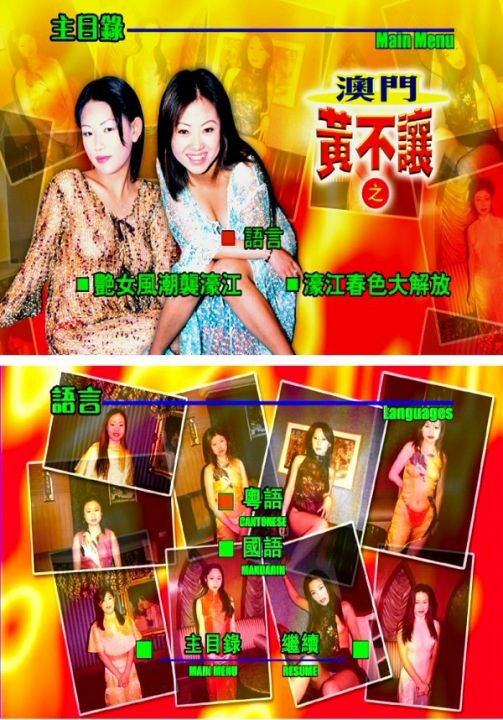 主目錄
Main Menu
澳門
黃不讓
之
語言
艷女風潮襲濠江
濠江春色大解放
語言
Languages
粵語
CANTONESE
國語
MANDARIN
主目錄 繼續
MAIN MENU RESUME